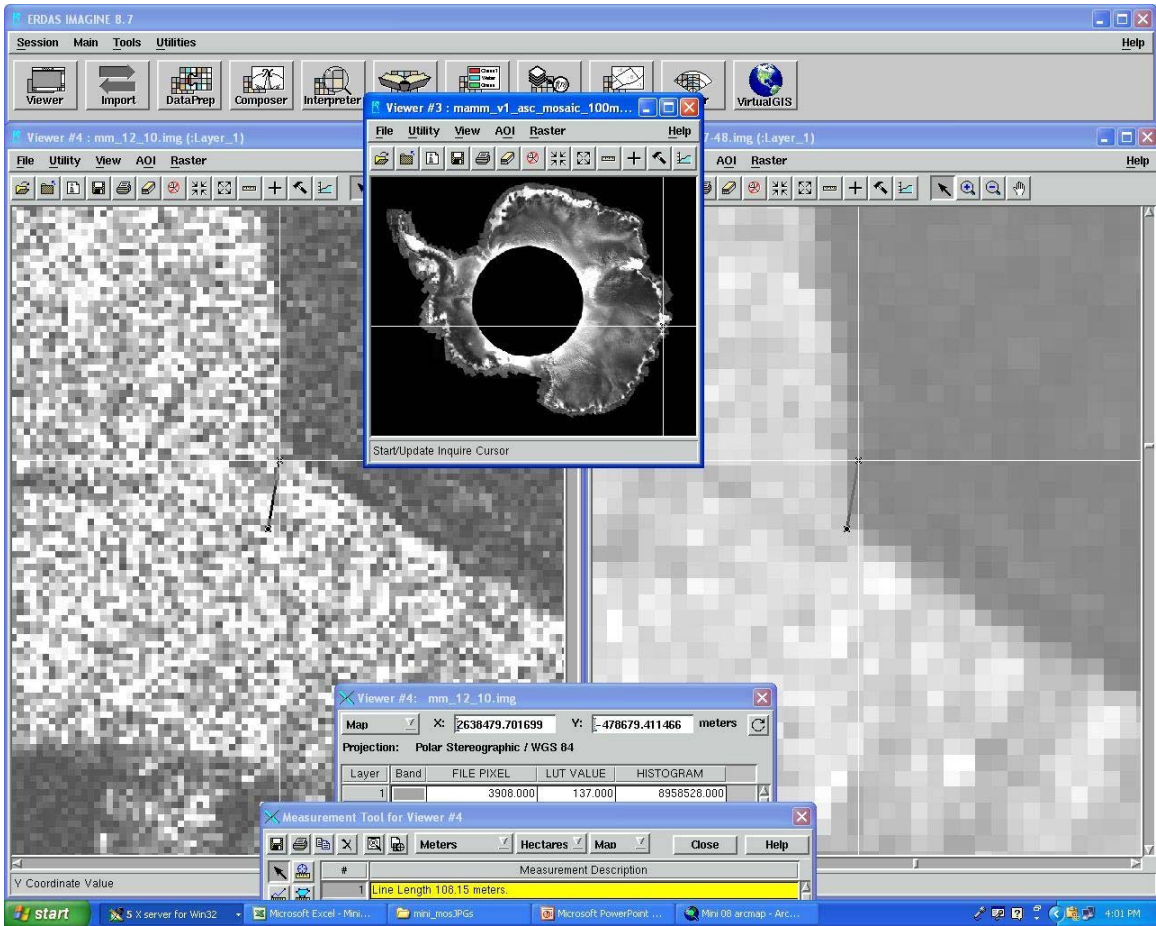 ERDAS IMAGINE 8.7
Session Main Tools Utilities Help
Viewer Import DataPrep Composer Interpreter VirtualGIS
Viewer #3 : mamm_v1_asc_mosaic_100m...
File Utility View AOI Raster Help
Start/Update Inquire Cursor
Viewer #4 : mm_12_10.img (:Layer_1)
File Utility View AOI Raster
7-48.img (:Layer_1)
AOI Raster Help
Viewer #4: mm_12_10.img
Map X: 2638479.701699 Y: -478679.411466 meters
Projection: Polar Stereographic / WGS 84
Layer Band FILE PIXEL LUT VALUE HISTOGRAM
1 3908.000 137.000 8958528.000
Measurement Tool for Viewer #4
Meters Hectares Map Close Help
# Measurement Description
1 Line Length 108.15 meters.
Y Coordinate Value
start X server for Win32 Microsoft Excel - Mini... mini_mosJPGs Microsoft PowerPoint ... Mini 08 arcmap - Arc... 4:01 PM